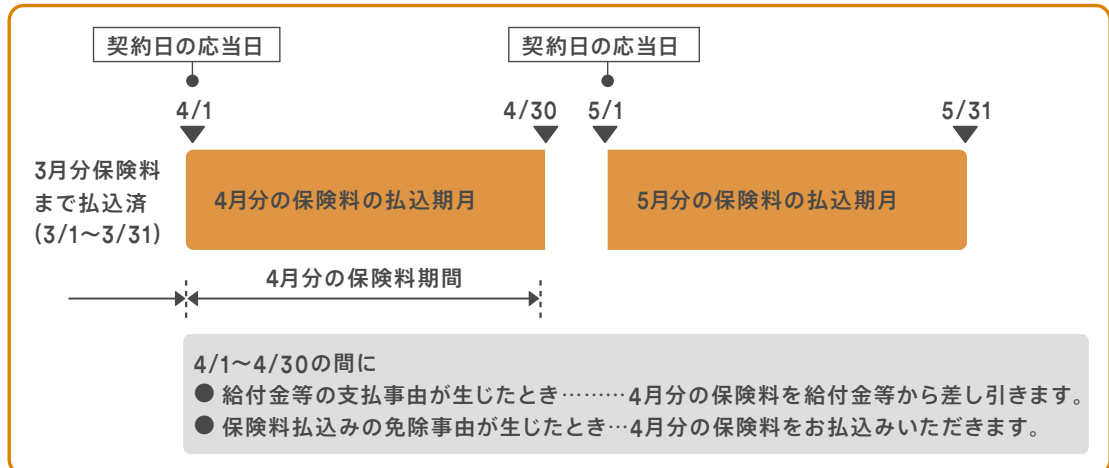 契約日の応当日
契約日の応当日
4/1
4/30
5/1
5/31
3月分保険料
まで払込済
(3/1〜3/31)
4月分の保険料の払込期月
5月分の保険料の払込期月
4月分の保険料期間
4/1〜4/30の間に
● 給付金等の支払事由が生じたとき………4月分の保険料を給付金等から差し引きます。
● 保険料払込みの免除事由が生じたとき…4月分の保険料をお払込みいただきます。